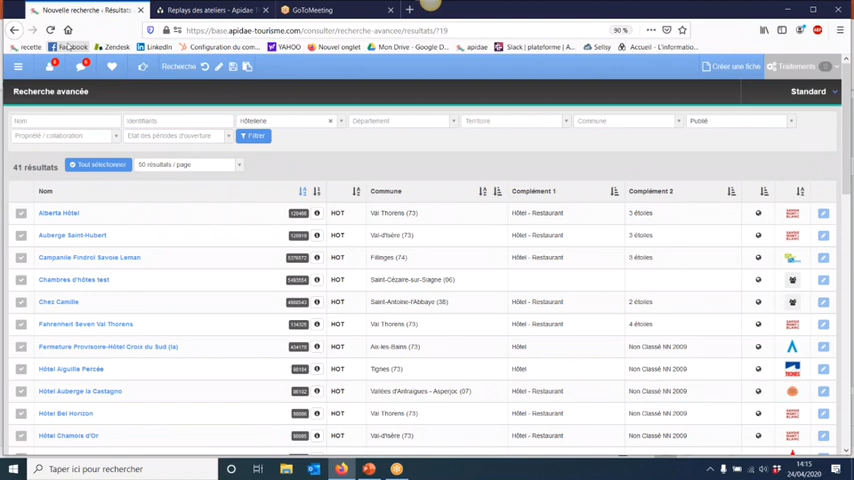 Nouvelle recherche - Résultats
Replays des ateliers - Apidae T
GoToMeeting
https://base.apidae-tourisme.com/consulter/recherche-avancee/resultats/?19
90 %
recette
Facebook
Zendesk
LinkedIn
Configuration du com...
YAHOO
Nouvel onglet
Mon Drive - Google D...
apidae
Slack | plateforme | A...
Sellsy
Accueil - L'informatio...
Recherche
Créer une fiche
Traitements 0
Recherche avancée
Standard
Nom
Identifiants
Hôtellerie
Département
Territoire
Commune
Publié
Propriété / collaboration
Etat des périodes d'ouverture
Filtrer
41 résultats
Tout sélectionner
50 résultats / page
Nom Commune Complément 1 Complément 2
Alberta Hôtel HOT Val Thorens (73) Hôtel - Restaurant 3 étoiles
Auberge Saint-Hubert HOT Val-d'Isère (73) Hôtel - Restaurant 3 étoiles
Campanile Findrol Savoie Leman HOT Fillinges (74) Hôtel - Restaurant 3 étoiles
Chambres d'hôtes test HOT Saint-Cézaire-sur-Siagne (06)
Chez Camille HOT Saint-Antoine-l'Abbaye (38) Hôtel - Restaurant 2 étoiles
Fahrenheit Seven Val Thorens HOT Val Thorens (73) Hôtel - Restaurant 4 étoiles
Fermeture Provisoire-Hôtel Croix du Sud (la) HOT Aix-les-Bains (73) Hôtel Non Classé NN 2009
Hôtel Aiguille Percée HOT Tignes (73) Hôtel Non Classé NN 2009
Hôtel Auberge la Castagno HOT Vallées d'Antraigues - Asperjoc (07) Hôtel - Restaurant Non Classé NN 2009
Hôtel Bel Horizon HOT Val Thorens (73) Hôtel - Restaurant Non Classé NN 2009
Hôtel Chamois d'Or HOT Val-d'Isère (73) Hôtel - Restaurant Non Classé NN 2009
Taper ici pour rechercher
14:15
24/04/2020